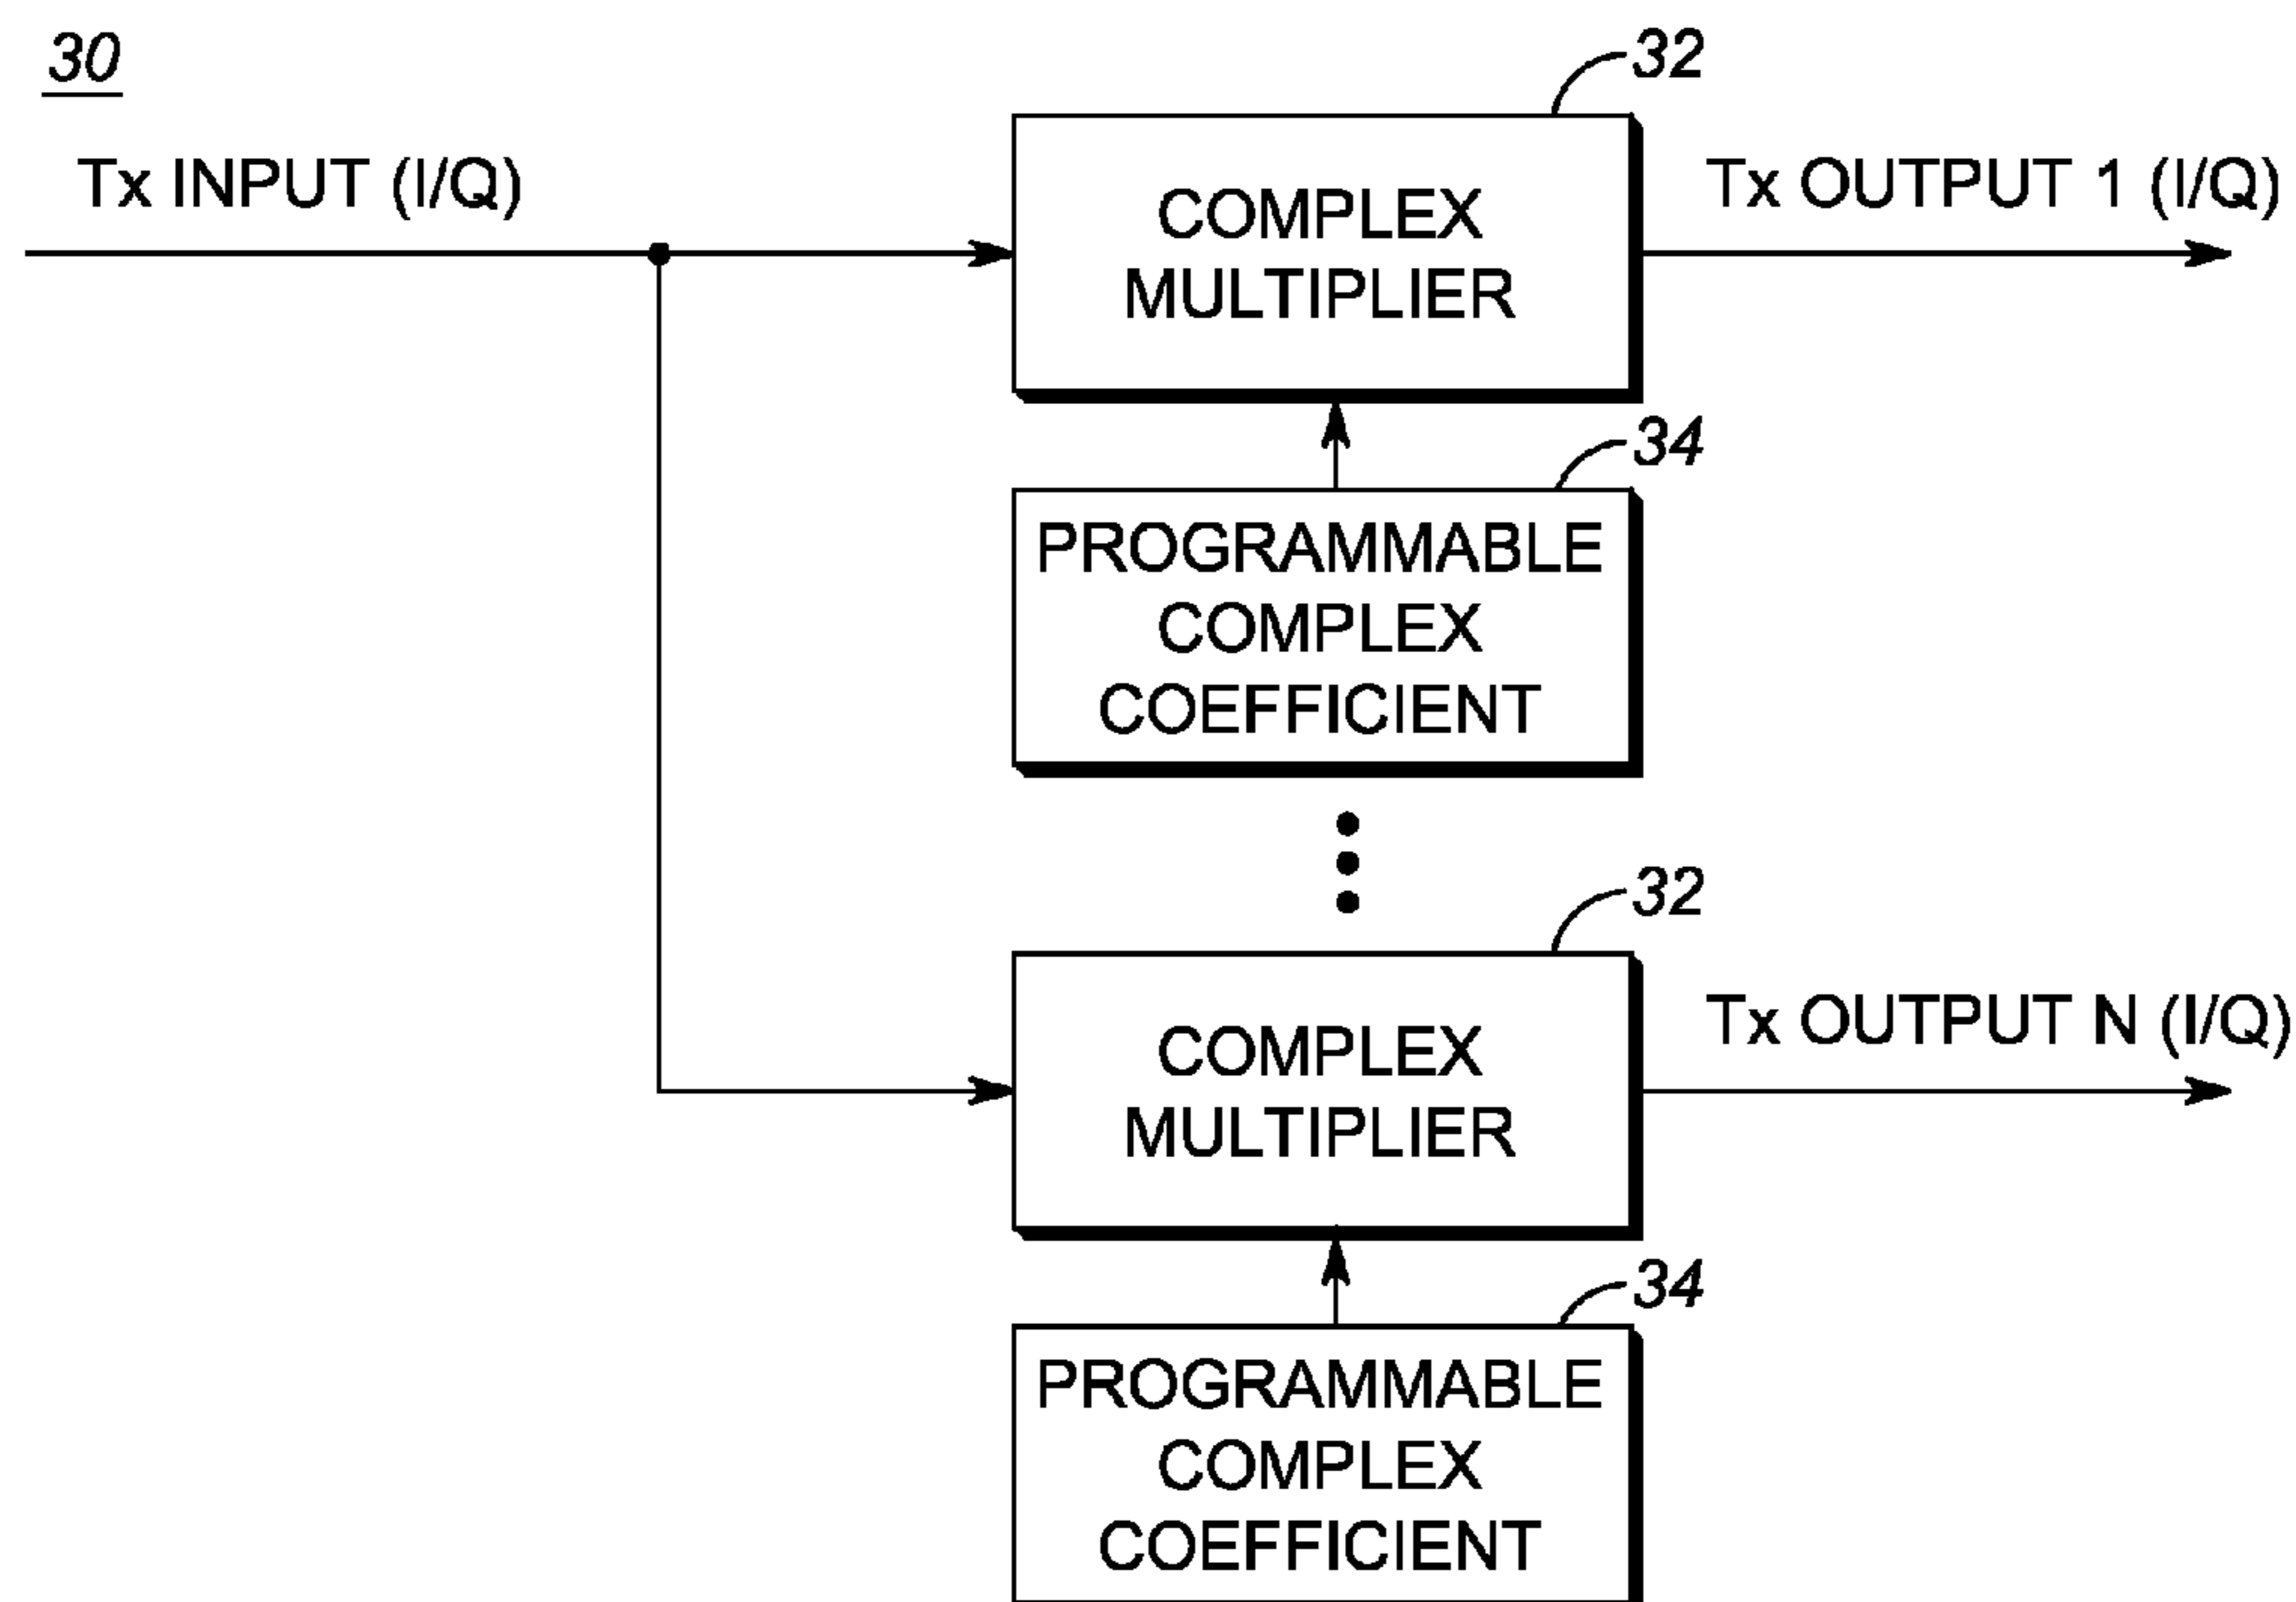 30
32
Tx INPUT (I/Q)
COMPLEX
MULTIPLIER
Tx OUTPUT 1 (I/Q)
34
PROGRAMMABLE
COMPLEX
COEFFICIENT
32
COMPLEX
MULTIPLIER
Tx OUTPUT N (I/Q)
34
PROGRAMMABLE
COMPLEX
COEFFICIENT